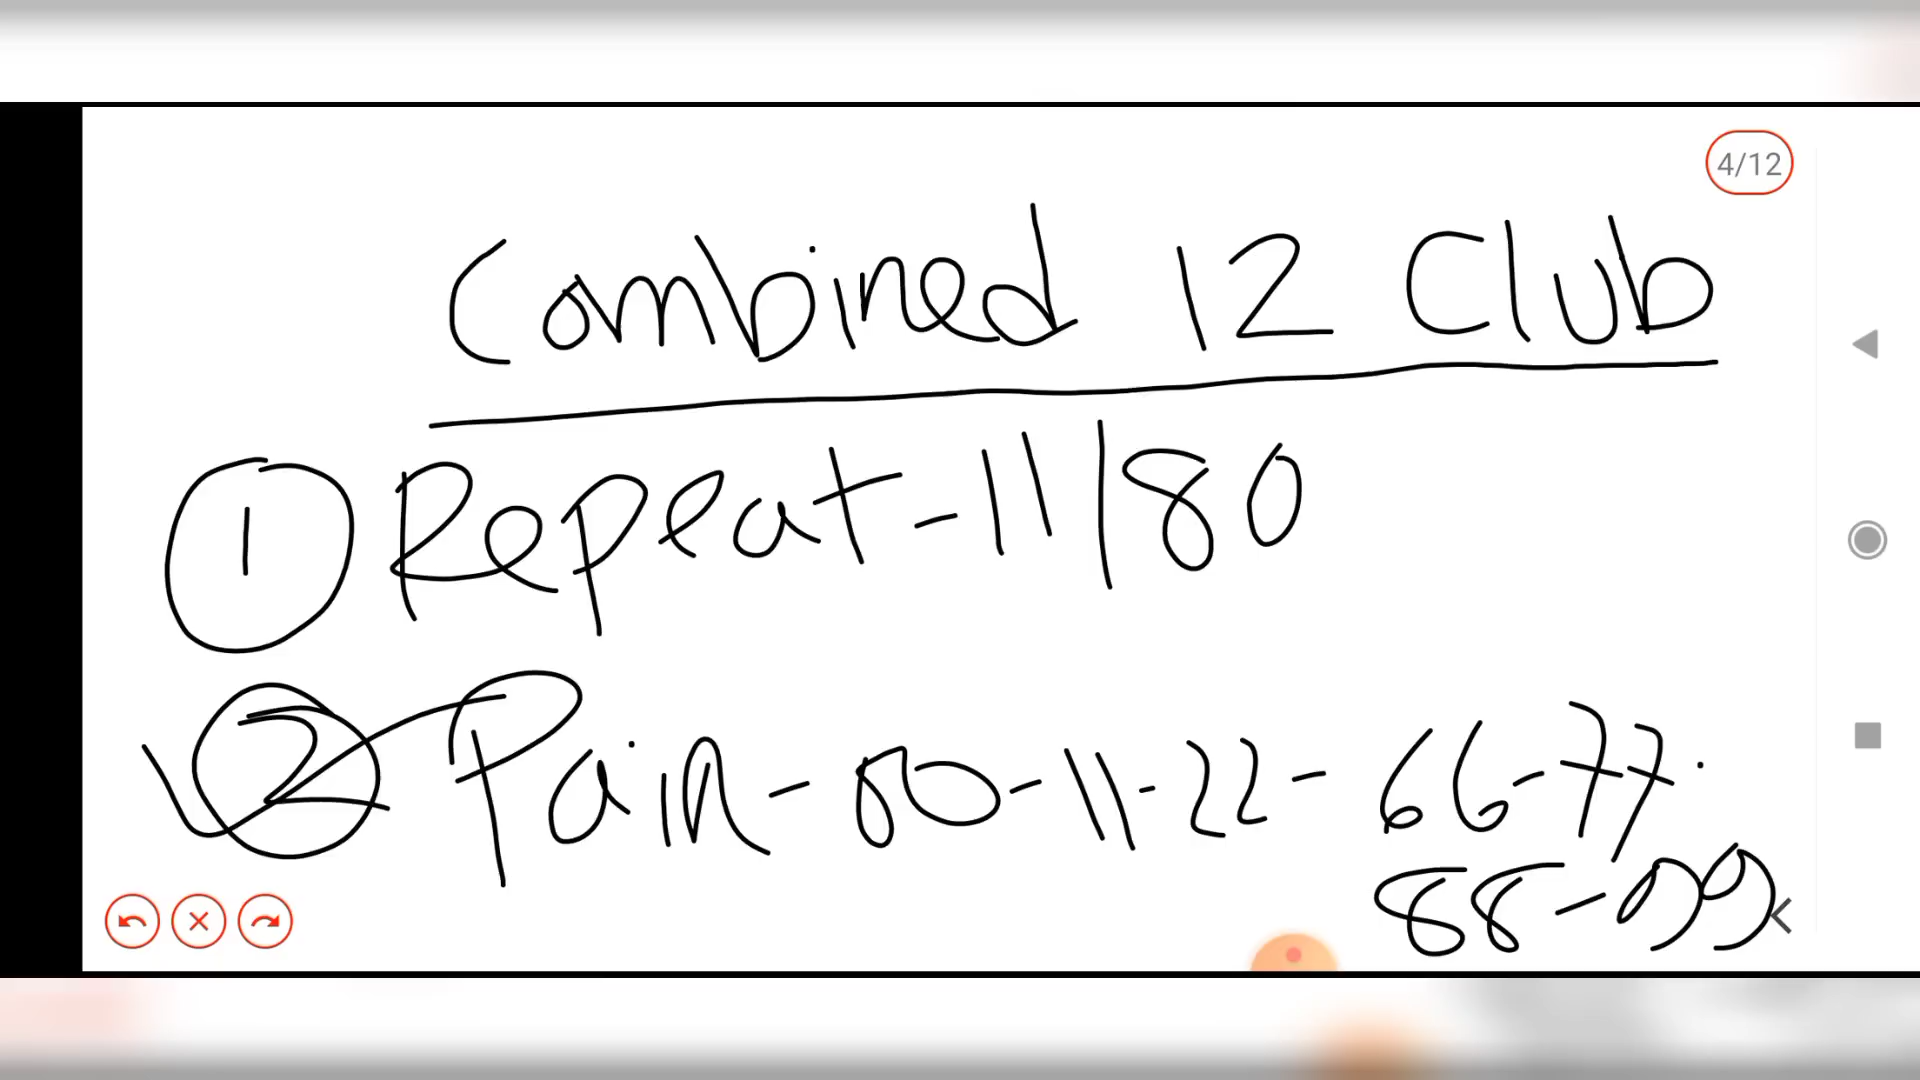 4/12
Combined 12 Club
1 Repeat-11|80
2 Pair-00-11-22-66-77.
88-99